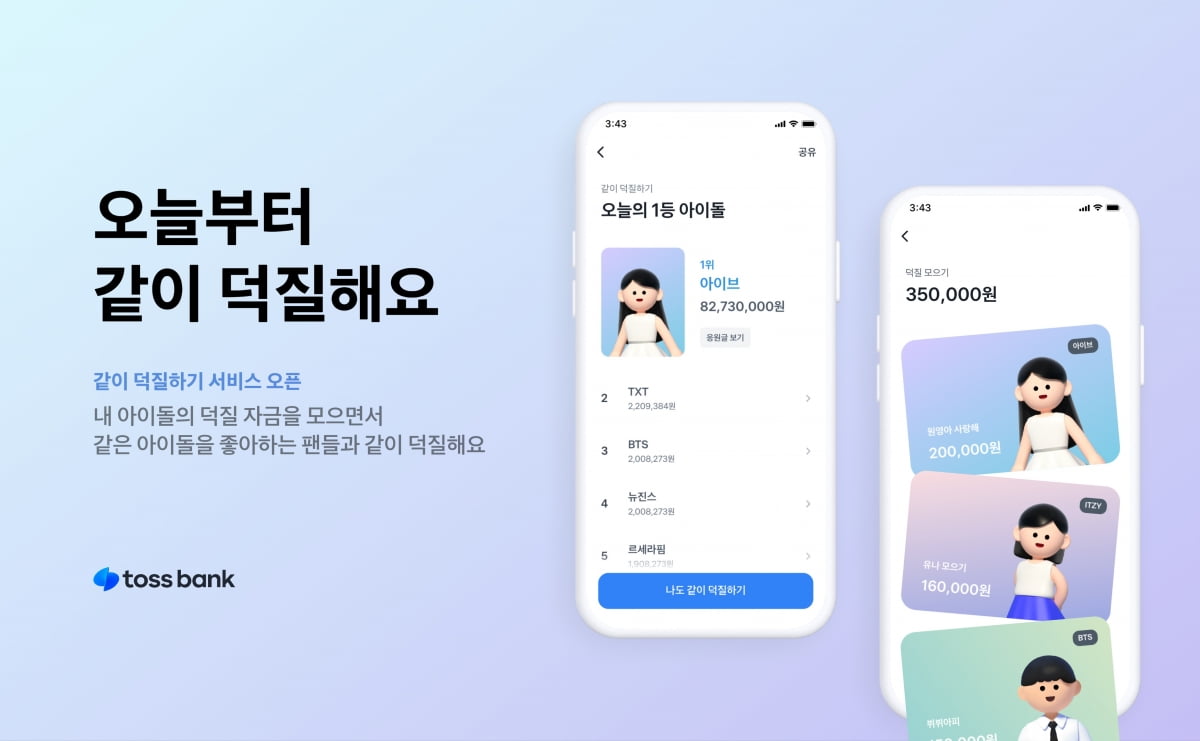 오늘부터
같이 덕질해요
같이 덕질하기 서비스 오픈
내 아이돌의 덕질 자금을 모으면서
같은 아이돌을 좋아하는 팬들과 같이 덕질해요
toss bank
3:43
공유
같이 덕질하기
오늘의 1등 아이돌
1위
아이브
82,730,000원
응원글 보기
2 TXT
2,209,384원
3 BTS
2,008,273원
4 뉴진스
2,008,273원
5 르세라핌
1,908,273원
나도 같이 덕질하기
3:43
덕질 모으기
350,000원
아이브
원영아 사랑해
200,000원
ITZY
유나 모으기
160,000원
BTS
뷔뷔아피